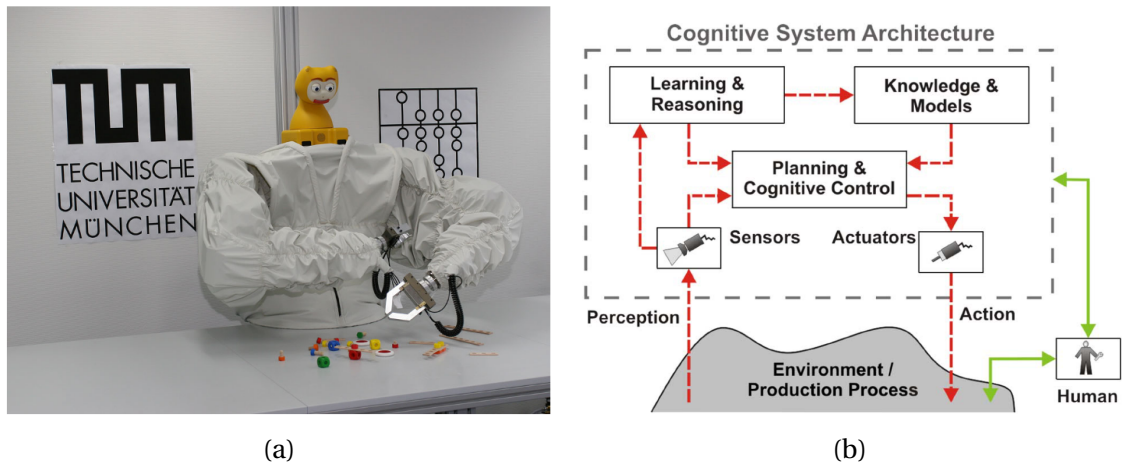 TUM
TECHNISCHE
UNIVERSITÄT
MÜNCHEN
(a)
Cognitive System Architecture
Learning &
Reasoning
Knowledge &
Models
Planning &
Cognitive Control
Sensors
Actuators
Perception
Action
Environment /
Production Process
Human
(b)